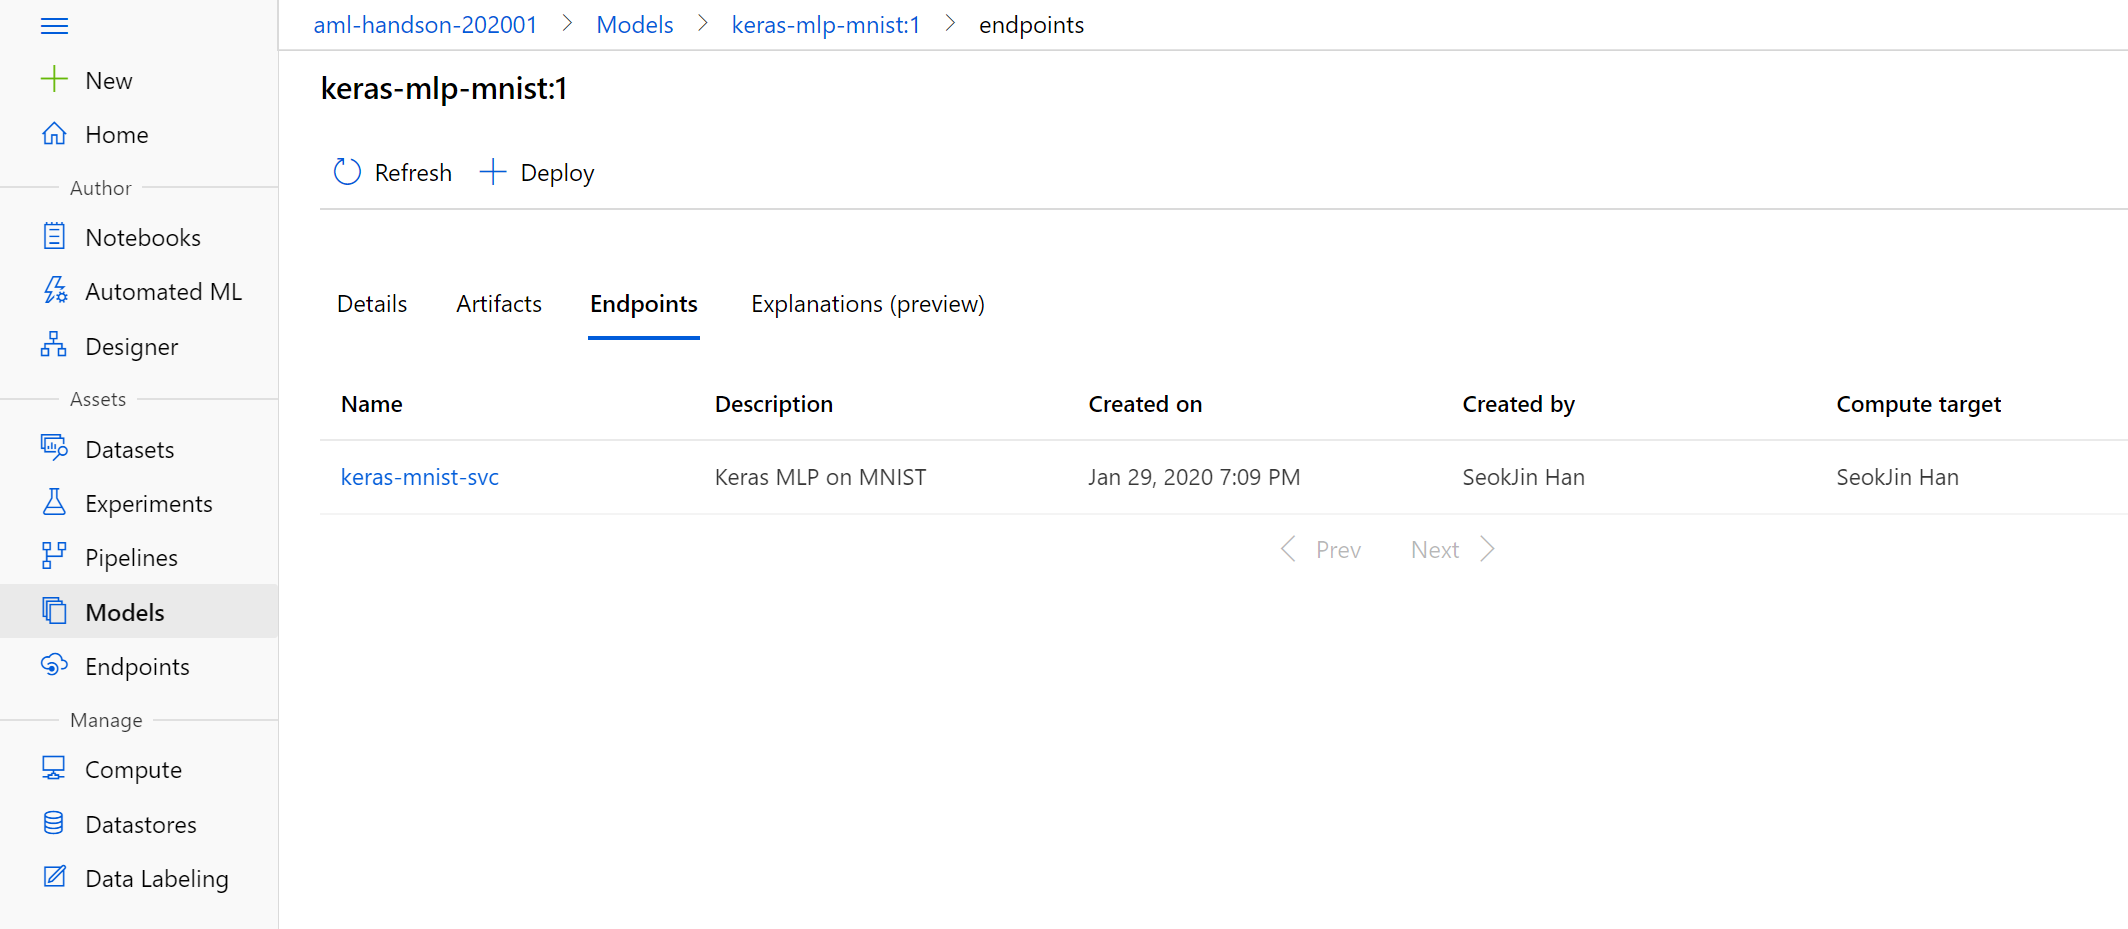 aml-handson-202001 > Models > keras-mlp-mnist:1 > endpoints
New
Home
Author
Notebooks
Automated ML
Designer
Assets
Datasets
Experiments
Pipelines
Models
Endpoints
Manage
Compute
Datastores
Data Labeling
keras-mlp-mnist:1
Refresh Deploy
Details Artifacts Endpoints Explanations (preview)
Name Description Created on Created by Compute target
keras-mnist-svc Keras MLP on MNIST Jan 29, 2020 7:09 PM SeokJin Han SeokJin Han
Prev Next